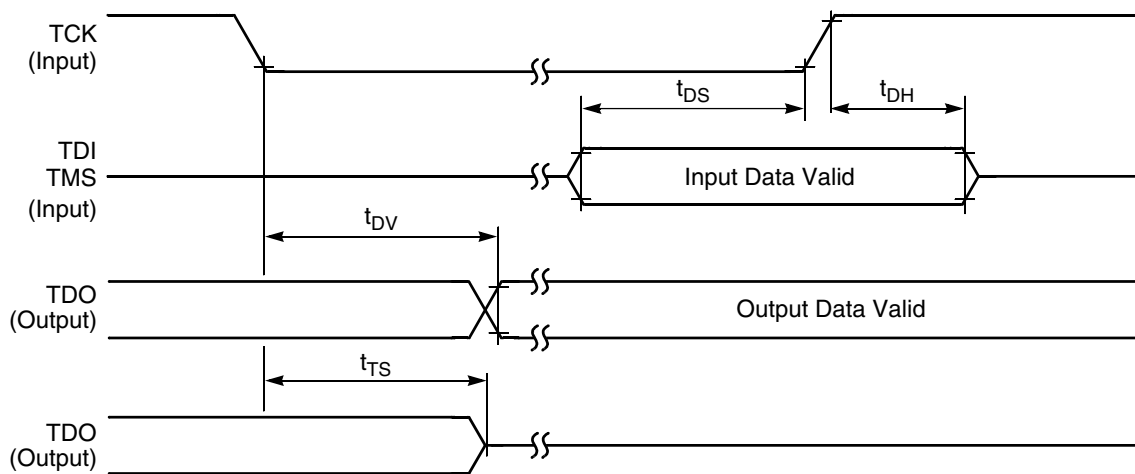 TCK
(Input)
tDS
tDH
TDI
TMS
(Input)
Input Data Valid
tDV
TDO
(Output)
Output Data Valid
tTS
TDO
(Output)